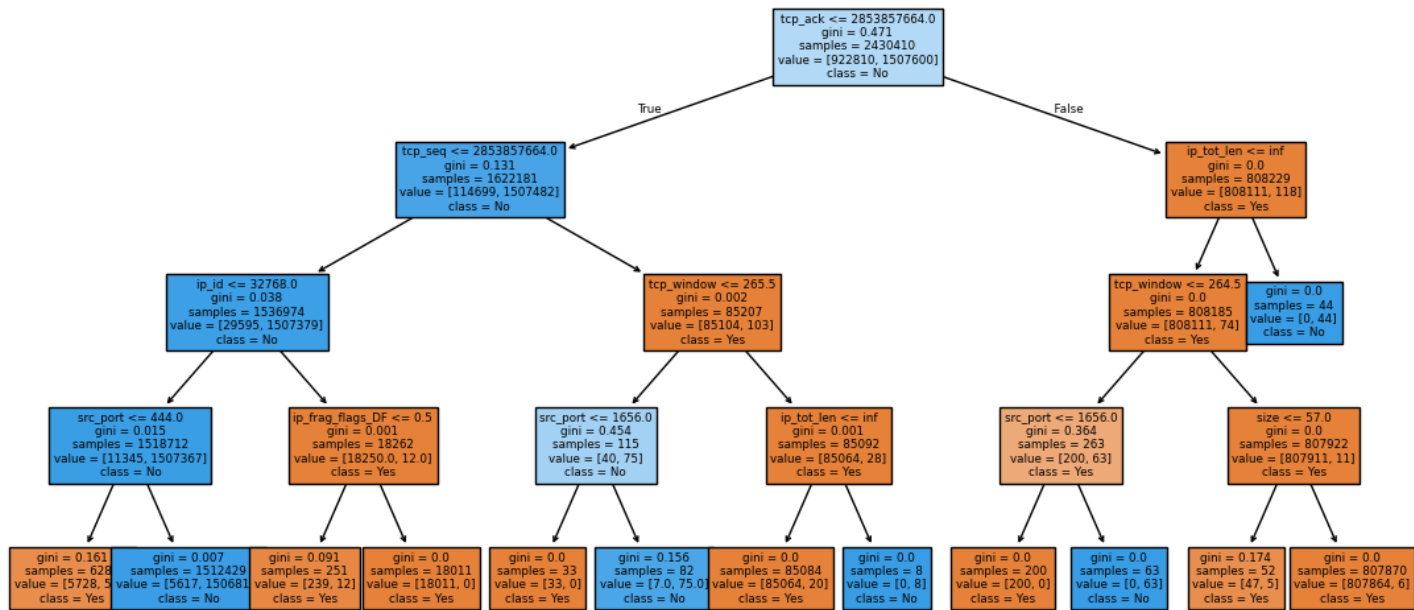 tcp_ack <= 2853857664.0
gini = 0.471
samples = 2430410
value = [922810, 1507600]
class = No
True
False
tcp_seq <= 2853857664.0
gini = 0.131
samples = 1622181
value = [114699, 1507482]
class = No
ip_tot_len <= inf
gini = 0.0
samples = 808229
value = [808111, 118]
class = Yes
ip_id <= 32768.0
gini = 0.038
samples = 1536974
value = [29595, 1507379]
class = No
tcp_window <= 265.5
gini = 0.002
samples = 85207
value = [85104, 103]
class = Yes
tcp_window <= 264.5
gini = 0.0
samples = 808185
value = [808111, 74]
class = Yes
gini = 0.0
samples = 44
value = [0, 44]
class = No
src_port <= 444.0
gini = 0.015
samples = 1518712
value = [11345, 1507367]
class = No
ip_frag_flags_DF <= 0.5
gini = 0.001
samples = 18262
value = [18250.0, 12.0]
class = Yes
src_port <= 1656.0
gini = 0.454
samples = 115
value = [40, 75]
class = No
ip_tot_len <= inf
gini = 0.001
samples = 85092
value = [85064, 28]
class = Yes
src_port <= 1656.0
gini = 0.364
samples = 263
value = [200, 63]
class = Yes
size <= 57.0
gini = 0.0
samples = 807922
value = [807911, 11]
class = Yes
gini = 0.161
samples = 628
value = [5728, 5
class = Yes
gini = 0.007
samples = 1512429
value = [5617, 150681
class = No
gini = 0.091
samples = 251
value = [239, 12]
class = Yes
gini = 0.0
samples = 18011
value = [18011, 0]
class = Yes
gini = 0.0
samples = 33
value = [33, 0]
class = Yes
gini = 0.156
samples = 82
value = [7.0, 75.0]
class = No
gini = 0.0
samples = 85084
value = [85064, 20]
class = Yes
gini = 0.0
samples = 8
value = [0, 8]
class = No
gini = 0.0
samples = 200
value = [200, 0]
class = Yes
gini = 0.0
samples = 63
value = [0, 63]
class = No
gini = 0.174
samples = 52
value = [47, 5]
class = Yes
gini = 0.0
samples = 807870
value = [807864, 6]
class = Yes